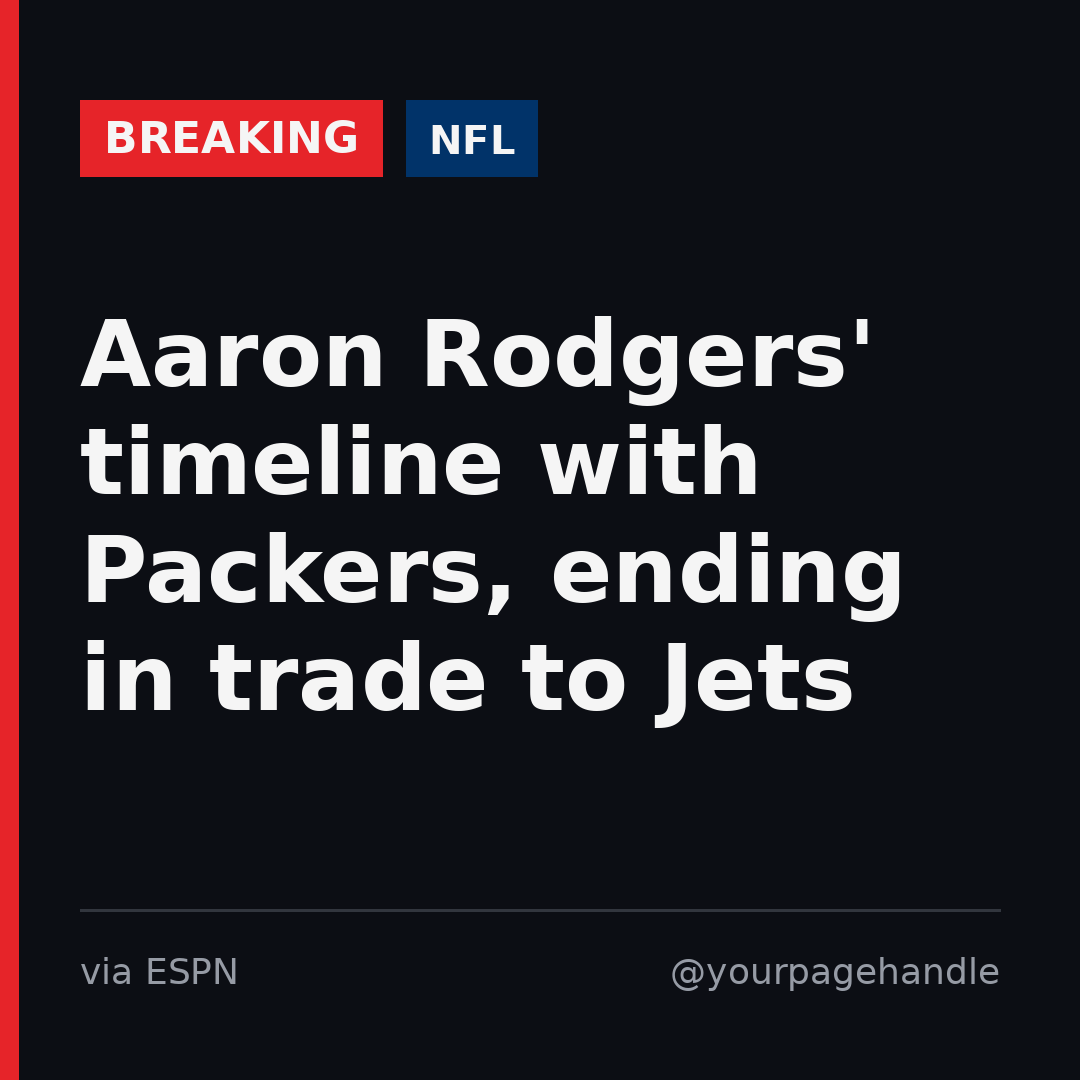 BREAKING NFL
Aaron Rodgers'
timeline with
Packers, ending
in trade to Jets
via ESPN @yourpagehandle